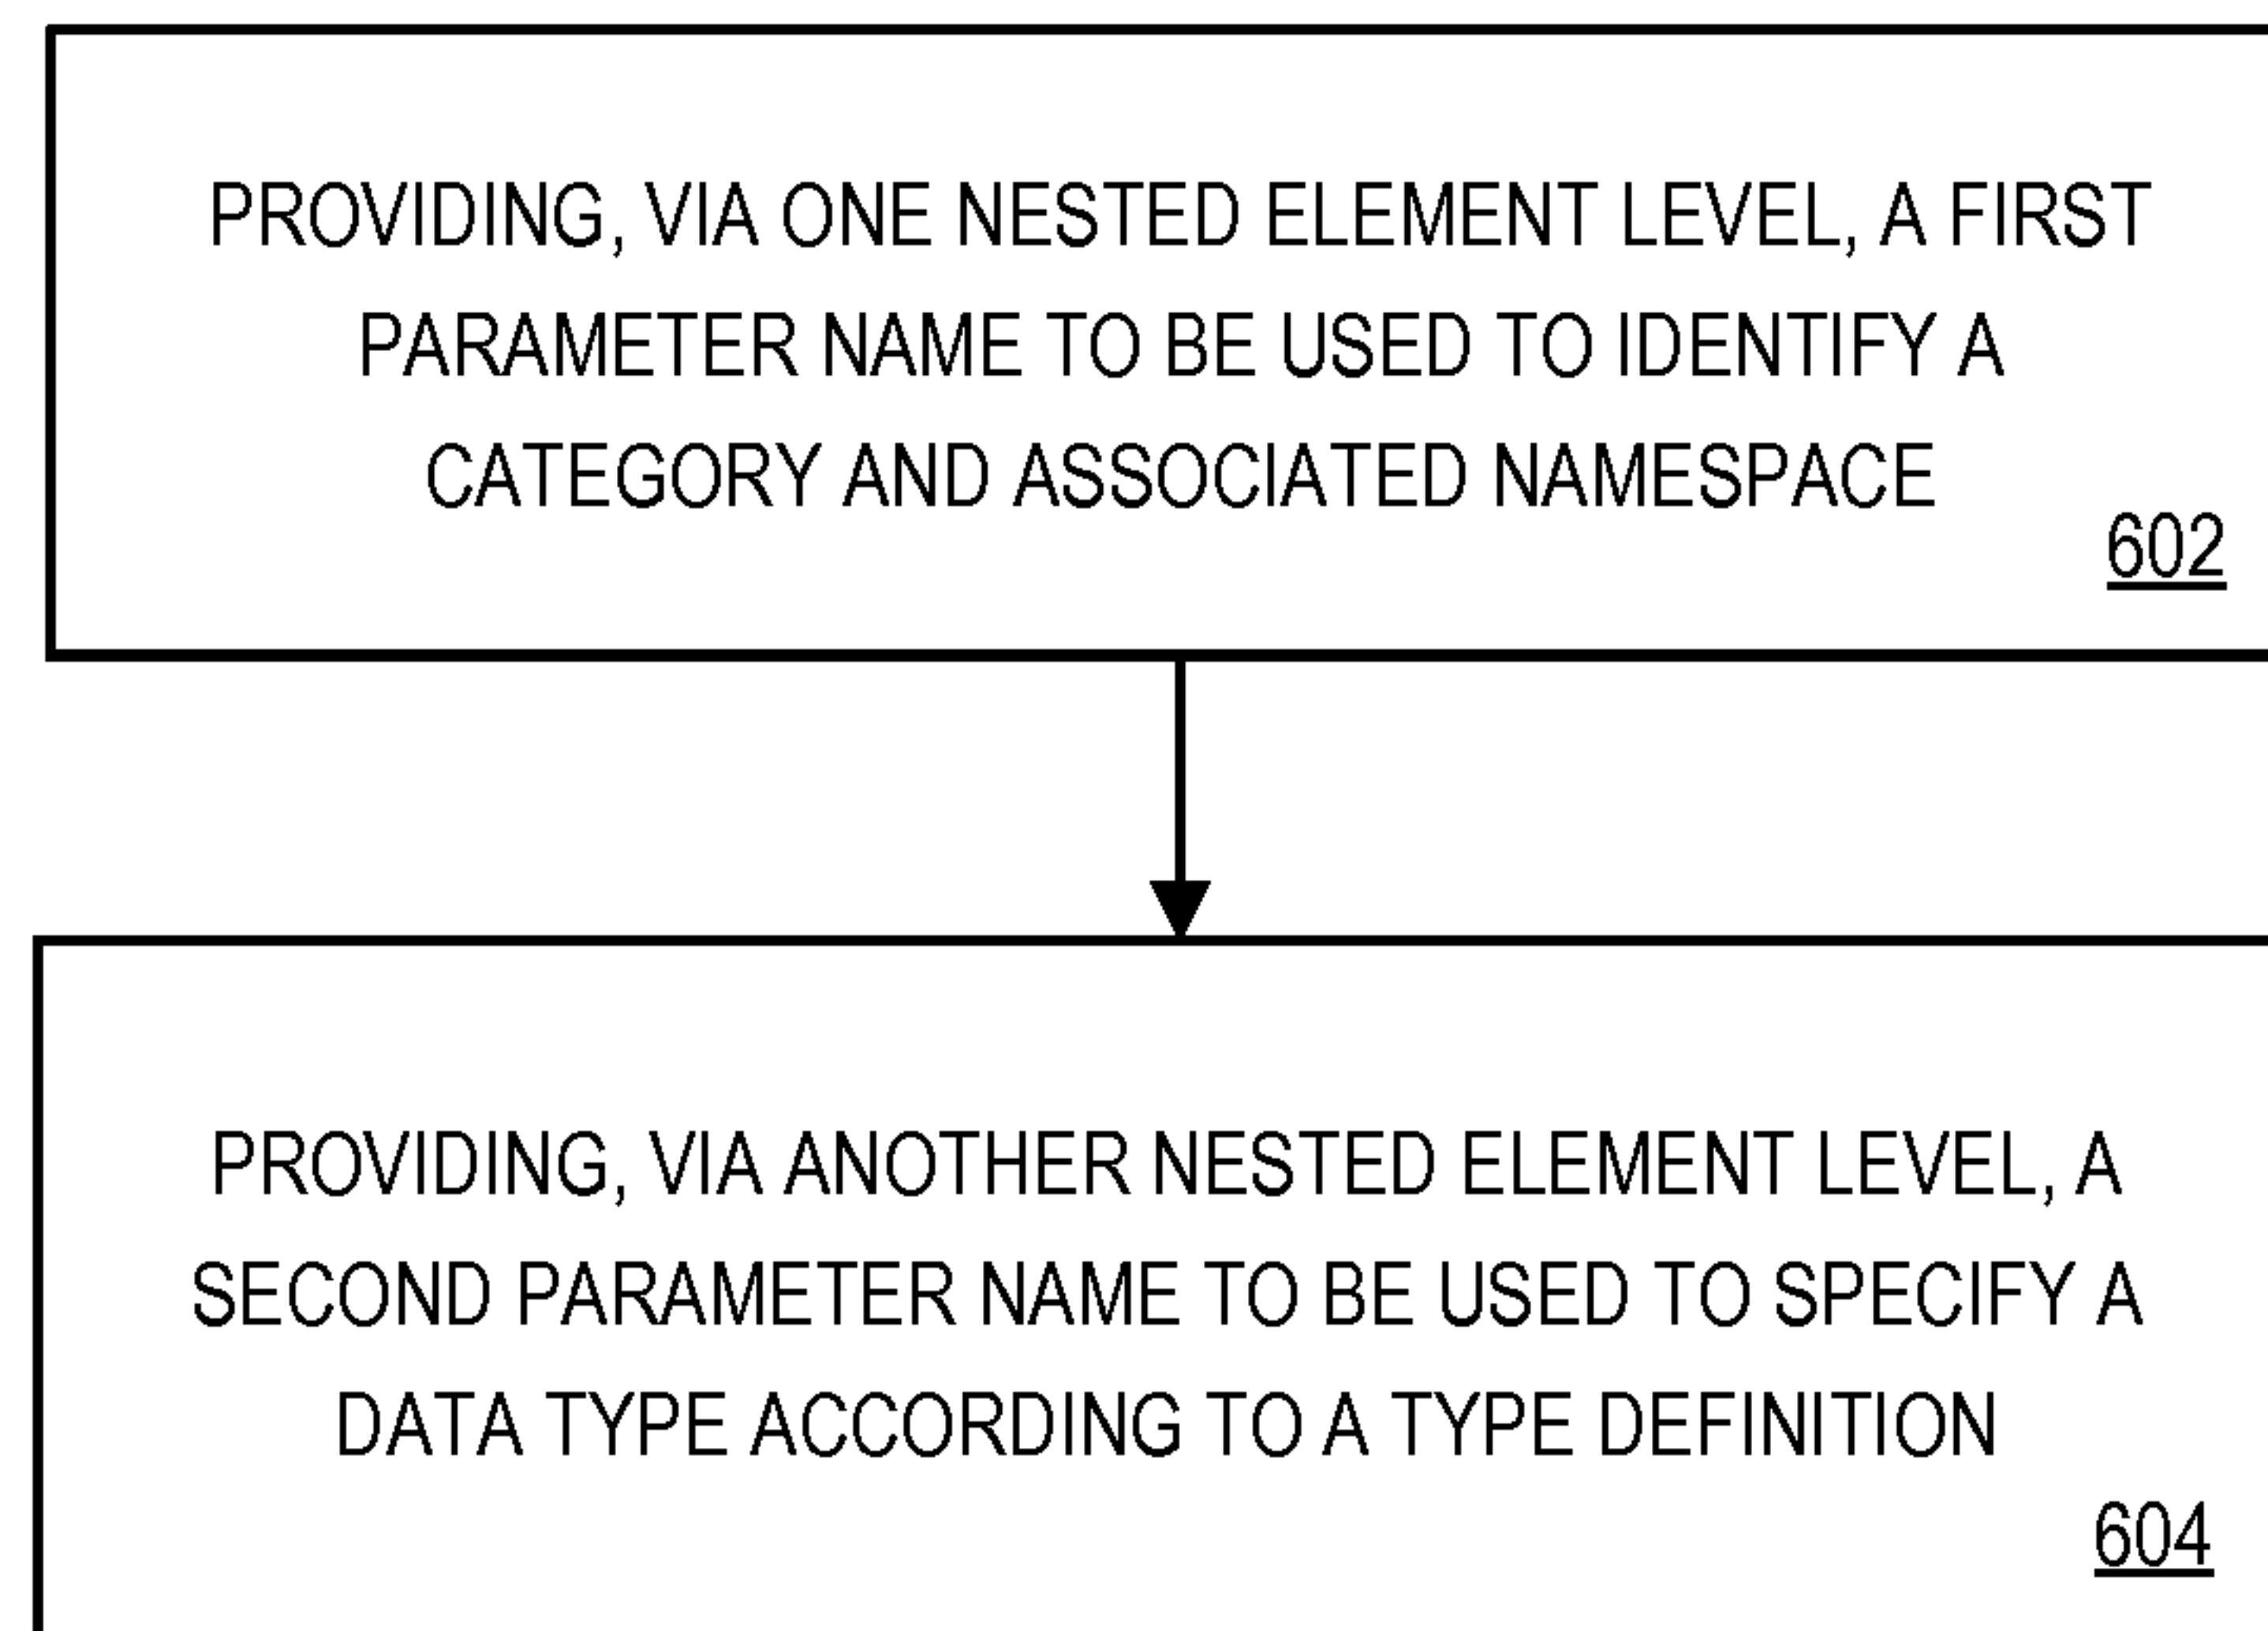 PROVIDING, VIA ONE NESTED ELEMENT LEVEL, A FIRST
PARAMETER NAME TO BE USED TO IDENTIFY A
CATEGORY AND ASSOCIATED NAMESPACE
602
PROVIDING, VIA ANOTHER NESTED ELEMENT LEVEL, A
SECOND PARAMETER NAME TO BE USED TO SPECIFY A
DATA TYPE ACCORDING TO A TYPE DEFINITION
604